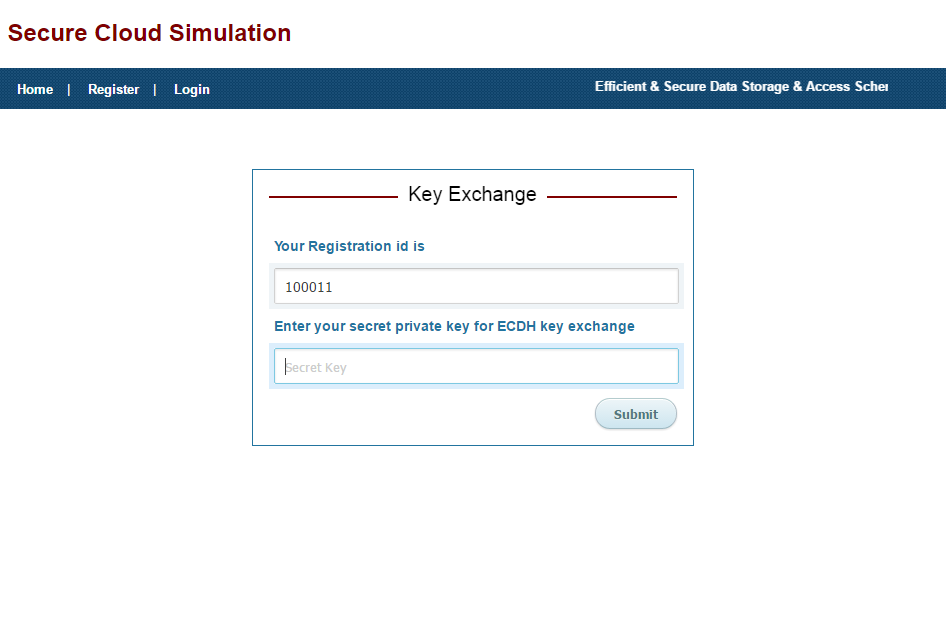 Secure Cloud Simulation
Home | Register | Login
Efficient & Secure Data Storage & Access
Key Exchange
Your Registration id is
100011
Enter your secret private key for ECDH key exchange
Secret Key
Submit